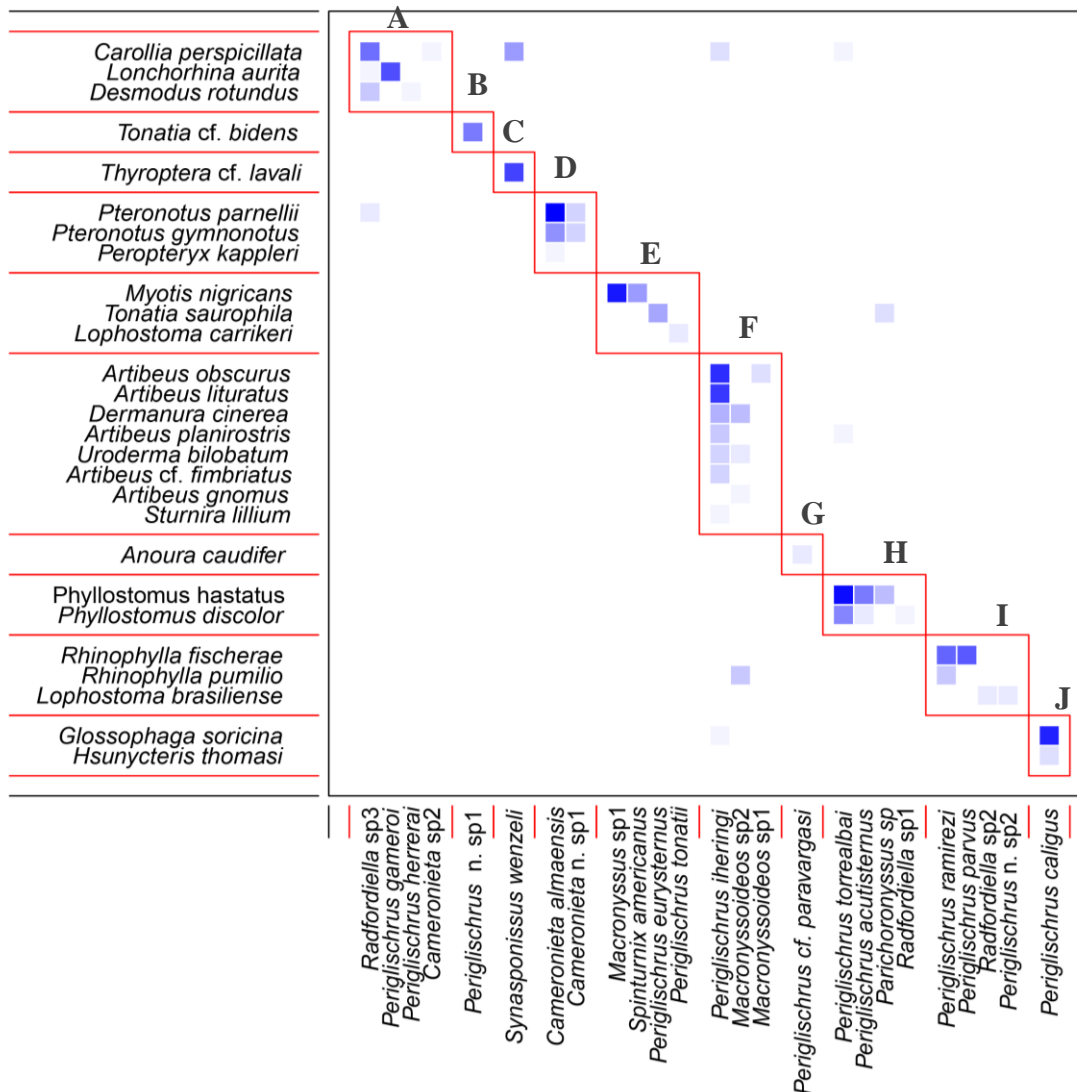 A
Carollia perspicillata
Lonchorhina aurita
Desmodus rotundus
B
Tonatia cf. bidens
C
Thyroptera cf. lavali
D
Pteronotus parnellii
Pteronotus gymnonotus
Peropteryx kappleri
E
Myotis nigricans
Tonatia saurophila
Lophostoma carrikeri
F
Artibeus obscurus
Artibeus lituratus
Dermanura cinerea
Artibeus planirostris
Uroderma bilobatum
Artibeus cf. fimbriatus
Artibeus gnomus
Sturnira lillium
G
Anoura caudifer
H
Phyllostomus hastatus
Phyllostomus discolor
I
Rhinophylla fischerae
Rhinophylla pumilio
Lophostoma brasiliense
J
Glossophaga soricina
Hsunycteris thomasi
Radfordiella sp3
Periglischrus gameroi
Periglischrus herrerai
Cameronieta sp2
Periglischrus n. sp1
Synasponissus wenzeli
Cameronieta almaensis
Cameronieta n. sp1
Macronyssus sp1
Spinturnix americanus
Periglischrus eurysternus
Periglischrus tonatii
Periglischrus iheringi
Macronyssoideos sp2
Macronyssoideos sp1
Periglischrus cf. paravargasi
Periglischrus torrealbai
Periglischrus acutisternus
Parichoronyssus sp
Radfordiella sp1
Periglischrus ramirezi
Periglischrus parvus
Radfordiella sp2
Periglischrus n. sp2
Periglischrus caligus